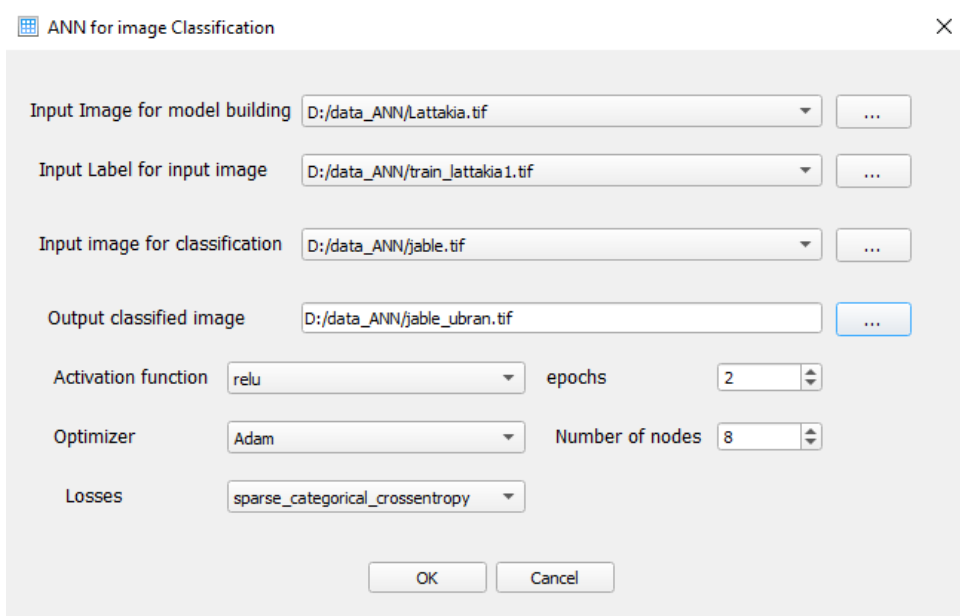 ANN for image Classification
Input Image for model building D:/data_ANN/Lattakia.tif ...
Input Label for input image D:/data_ANN/train_lattakia1.tif ...
Input image for classification D:/data_ANN/jable.tif ...
Output classified image D:/data_ANN/jable_ubran.tif ...
Activation function relu epochs 2
Optimizer Adam Number of nodes 8
Losses sparse_categorical_crossentropy
OK Cancel